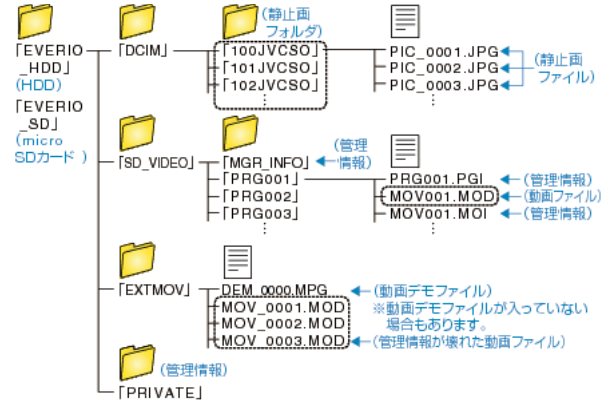 (静止画
フォルダ)
「EVERIO
_HDD」
(HDD)
「EVERIO
_SD」
(micro
SDカード )
「DCIM」
「100JVCSO」
「101JVCSO」
「102JVCSO」
⋮
PIC_0001.JPG
PIC_0002.JPG
PIC_0003.JPG
⋮
(静止画
ファイル)
「SD_VIDEO」
「MGR_INFO」
(管理
情報)
「PRG001」
「PRG002」
「PRG003」
⋮
PRG001.PGI
(管理情報)
MOV001.MOD
(動画ファイル)
MOV001.MOI
(管理情報)
⋮
「EXTMOV」
DEM_0000.MPG
(動画デモファイル)
※動画デモファイルが入っていない
場合もあります。
MOV_0001.MOD
MOV_0002.MOD
MOV_0003.MOD
(管理情報が壊れた動画ファイル)
(管理情報)
「PRIVATE」